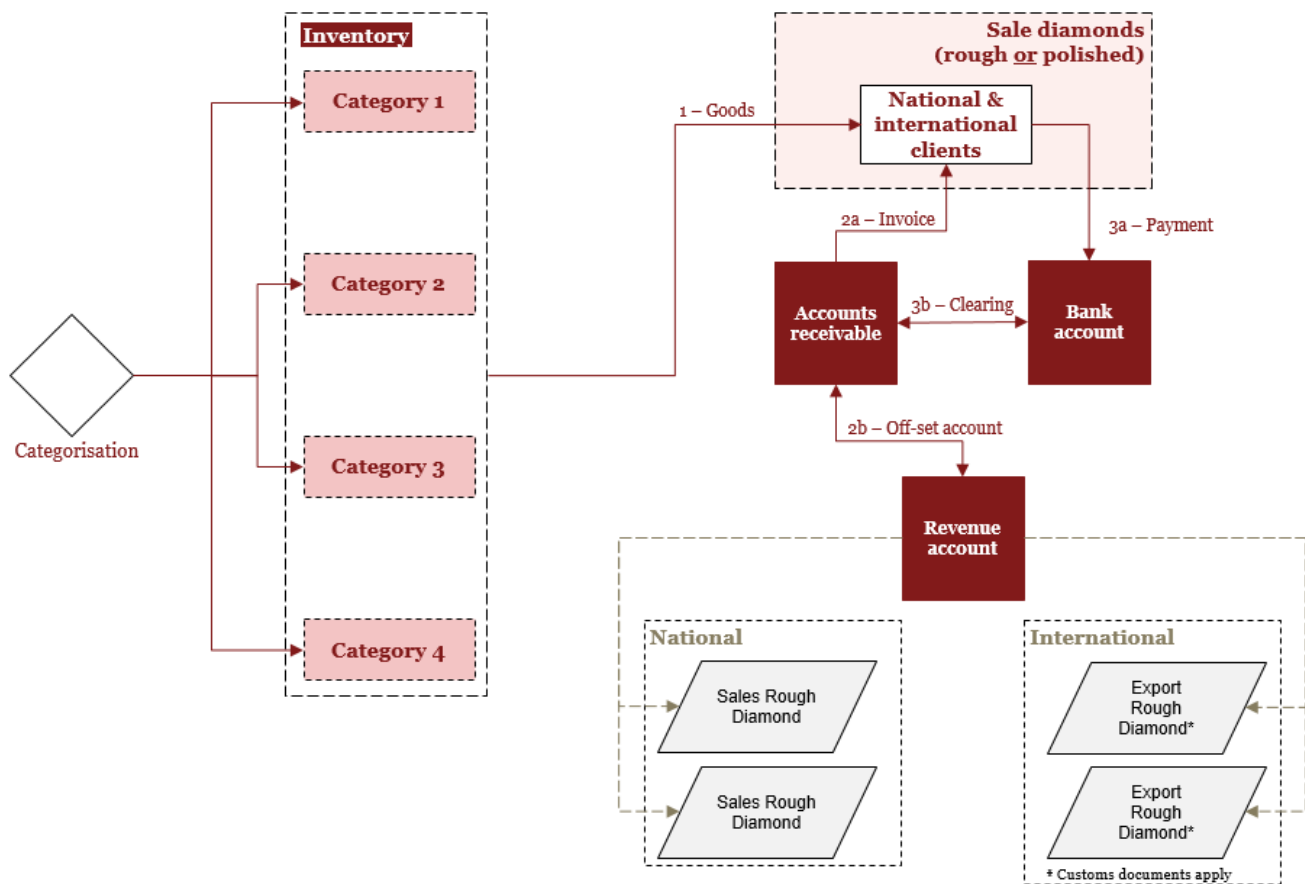 Inventory
Category 1
Category 2
Category 3
Category 4
Categorisation
1 – Goods
Sale diamonds
(rough or polished)
National &
international
clients
2a – Invoice
3a – Payment
Accounts
receivable
3b – Clearing
Bank
account
2b – Off-set account
Revenue
account
National
Sales Rough
Diamond
Sales Rough
Diamond
International
Export
Rough
Diamond*
Export
Rough
Diamond*
* Customs documents apply